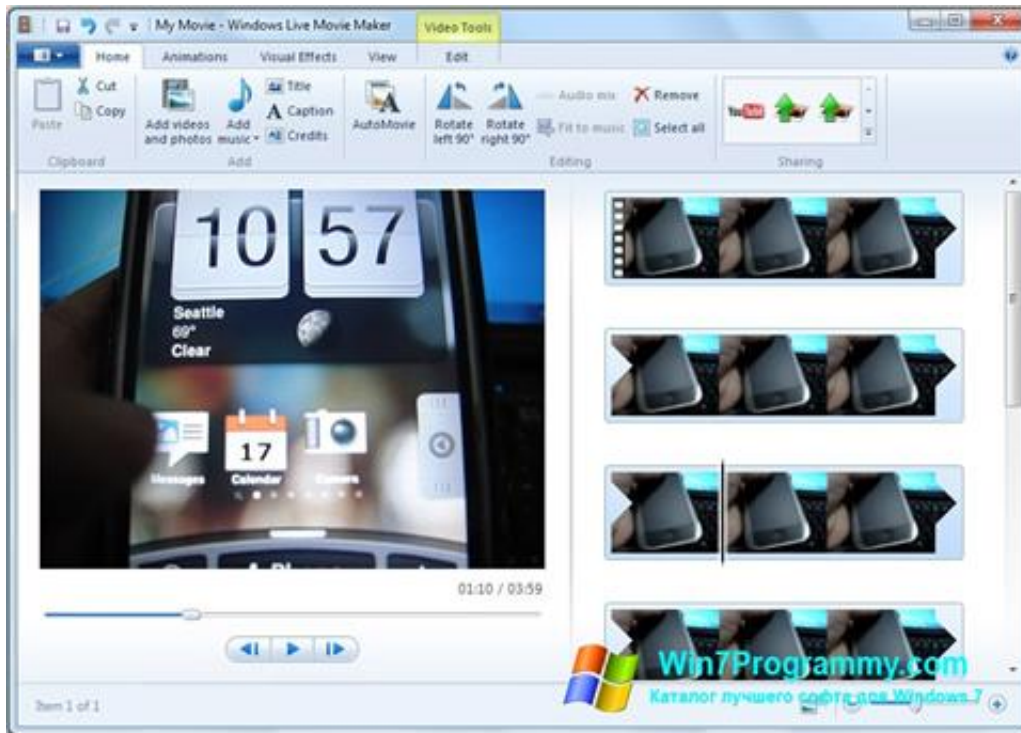 My Movie - Windows Live Movie Maker
Video Tools
Home Animations Visual Effects View Edit
Paste
Cut
Copy
Clipboard
Add videos and photos
Add music
Title
Caption
Credits
Add
AutoMovie
Rotate left 90°
Rotate right 90°
Audio mix
Fit to music
Remove
Select all
Editing
YouTube
Sharing
10 57
Seattle
69°
Clear
17
Messages Calendar Camera
01:10 / 03:59
Win7Programmy.com
Каталог лучшего софта для Windows 7
Item 1 of 1